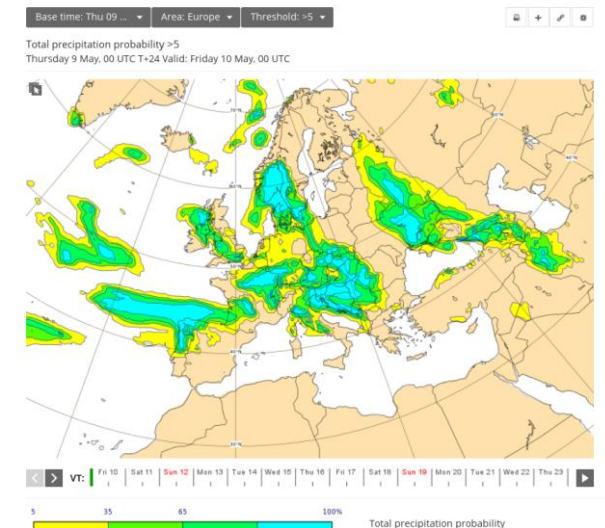 Base time: Thu 09 ... Area: Europe Threshold: >5
Total precipitation probability >5
Thursday 9 May, 00 UTC T+24 Valid: Friday 10 May, 00 UTC
VT: Fri 10 Sat 11 Sun 12 Mon 13 Tue 14 Wed 15 Thu 16 Fri 17 Sat 18 Sun 19 Mon 20 Tue 21 Wed 22 Thu 23
5 35 65 100%
Total precipitation probability